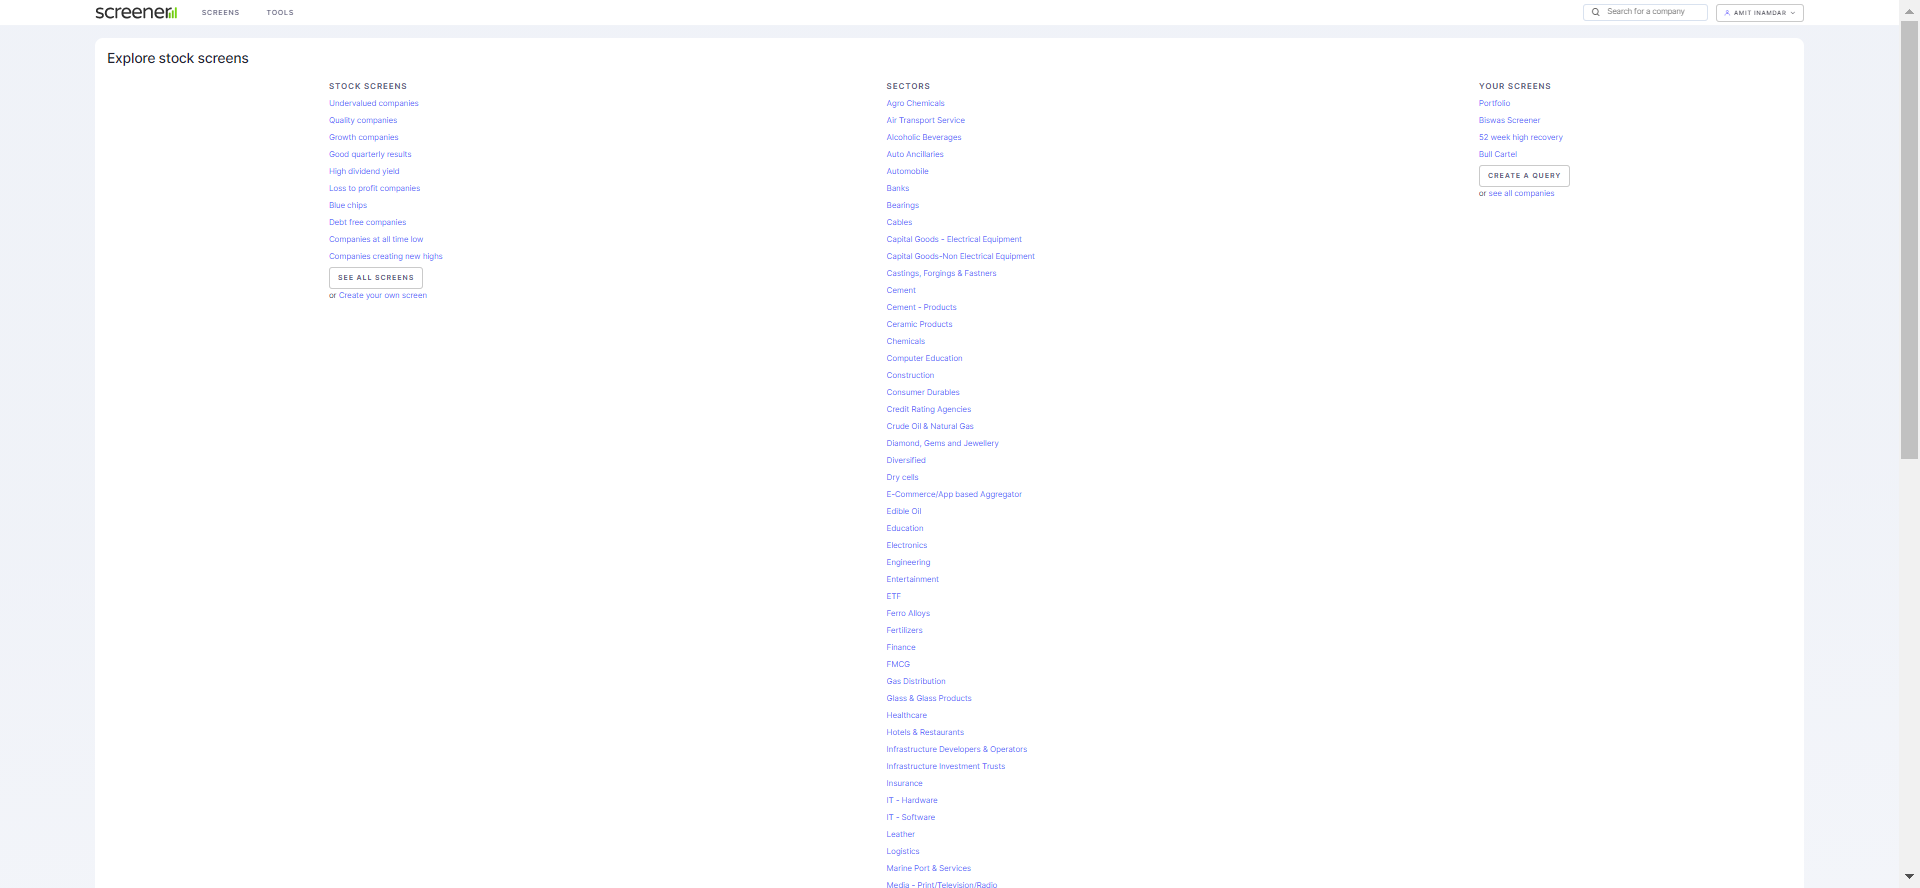 screener
SCREENS
TOOLS
Search for a company
AMIT INAMDAR
Explore stock screens
STOCK SCREENS
Undervalued companies
Quality companies
Growth companies
Good quarterly results
High dividend yield
Loss to profit companies
Blue chips
Debt free companies
Companies at all time low
Companies creating new highs
SEE ALL SCREENS
or Create your own screen
SECTORS
Agro Chemicals
Air Transport Service
Alcoholic Beverages
Auto Ancillaries
Automobile
Banks
Bearings
Cables
Capital Goods - Electrical Equipment
Capital Goods-Non Electrical Equipment
Castings, Forgings & Fastners
Cement
Cement - Products
Ceramic Products
Chemicals
Computer Education
Construction
Consumer Durables
Credit Rating Agencies
Crude Oil & Natural Gas
Diamond, Gems and Jewellery
Diversified
Dry cells
E-Commerce/App based Aggregator
Edible Oil
Education
Electronics
Engineering
Entertainment
ETF
Ferro Alloys
Fertilizers
Finance
FMCG
Gas Distribution
Glass & Glass Products
Healthcare
Hotels & Restaurants
Infrastructure Developers & Operators
Infrastructure Investment Trusts
Insurance
IT - Hardware
IT - Software
Leather
Logistics
Marine Port & Services
Media - Print/Television/Radio
YOUR SCREENS
Portfolio
Biswas Screener
52 week high recovery
Bull Cartel
CREATE A QUERY
or see all companies